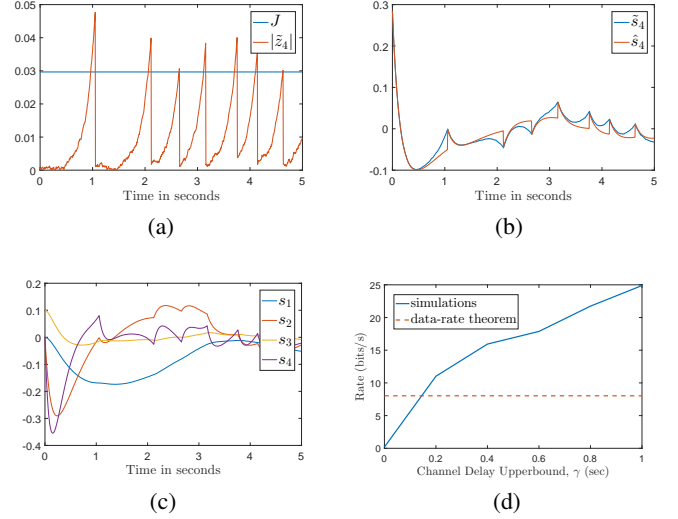 0.05
0.04
0.03
0.02
0.01
0
0 1 2 3 4 5
Time in seconds
J
|z̃₄|
(a)
0.3
0.2
0.1
0
-0.1
0 1 2 3 4 5
Time in seconds
s̃₄
ŝ₄
(b)
0.2
0.1
0
-0.1
-0.2
-0.3
-0.4
0 1 2 3 4 5
Time in seconds
s₁
s₂
s₃
s₄
(c)
25
20
15
10
5
0
Rate (bits/s)
0 0.2 0.4 0.6 0.8 1
Channel Delay Upperbound, γ (sec)
simulations
data-rate theorem
(d)